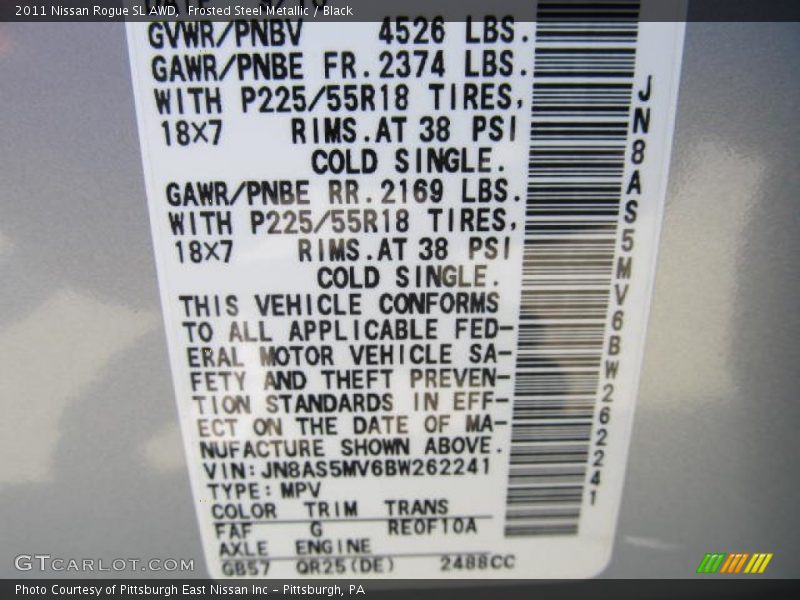 2011 Nissan Rogue SL AWD, Frosted Steel Metallic / Black
GVWR/PNBV 4526 LBS.
GAWR/PNBE FR.2374 LBS.
WITH P225/55R18 TIRES,
18X7 RIMS.AT 38 PSI
COLD SINGLE.
GAWR/PNBE RR.2169 LBS.
WITH P225/55R18 TIRES,
18X7 RIMS.AT 38 PSI
COLD SINGLE.
THIS VEHICLE CONFORMS
TO ALL APPLICABLE FED-
ERAL MOTOR VEHICLE SA-
FETY AND THEFT PREVEN-
TION STANDARDS IN EFF-
ECT ON THE DATE OF MA-
NUFACTURE SHOWN ABOVE.
VIN:JN8AS5MV6BW262241
TYPE:MPV
COLOR TRIM TRANS
FAF G RE0F10A
AXLE ENGINE
GB57 QR25(DE) 2488CC
JN8AS5MV6BW262241
GTCARLOT.COM
Photo Courtesy of Pittsburgh East Nissan Inc - Pittsburgh, PA